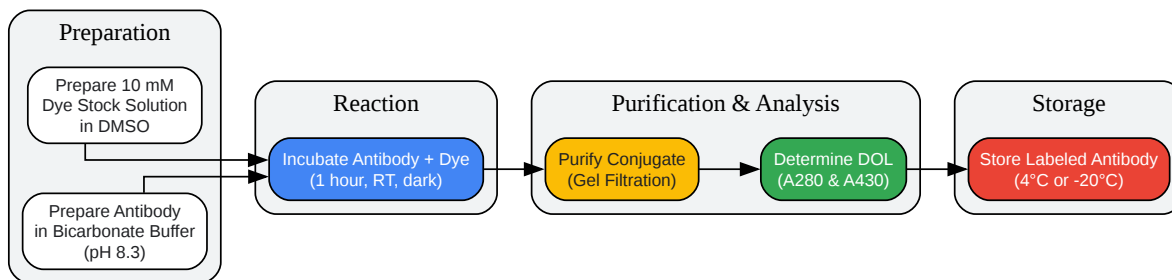 Preparation
Prepare 10 mM
Dye Stock Solution
in DMSO
Prepare Antibody
in Bicarbonate Buffer
(pH 8.3)
Reaction
Incubate Antibody + Dye
(1 hour, RT, dark)
Purification & Analysis
Purify Conjugate
(Gel Filtration)
Determine DOL
(A280 & A430)
Storage
Store Labeled Antibody
(4°C or -20°C)